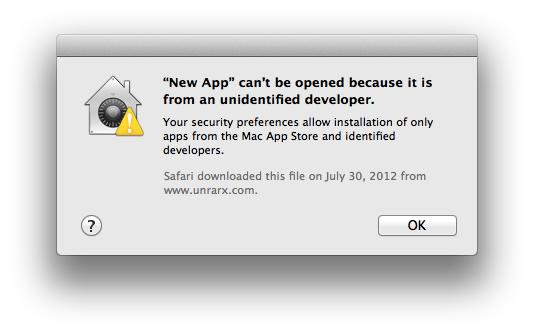 “New App” can't be opened because it is
from an unidentified developer.
Your security preferences allow installation of only
apps from the Mac App Store and identified
developers.
Safari downloaded this file on July 30, 2012 from
www.unrarx.com.
?
OK